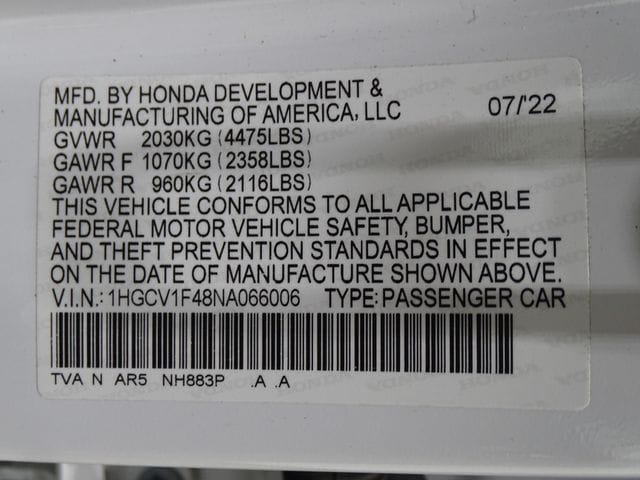 MFD. BY HONDA DEVELOPMENT &
MANUFACTURING OF AMERICA, LLC 07/'22
GVWR 2030KG (4475LBS)
GAWR F 1070KG (2358LBS)
GAWR R 960KG (2116LBS)
THIS VEHICLE CONFORMS TO ALL APPLICABLE
FEDERAL MOTOR VEHICLE SAFETY, BUMPER,
AND THEFT PREVENTION STANDARDS IN EFFECT
ON THE DATE OF MANUFACTURE SHOWN ABOVE.
V.I.N.: 1HGCV1F48NA066006 TYPE: PASSENGER CAR
TVA N AR5 NH883P .A .A